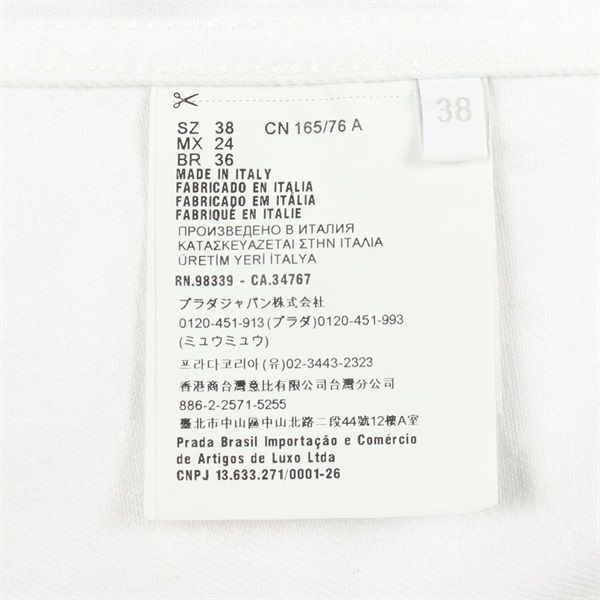 38
SZ 38 CN 165/76 A
MX 24
BR 36
MADE IN ITALY
FABRICADO EN ITALIA
FABRICADO EM ITÁLIA
FABRIQUÉ EN ITALIE
ПРОИЗВЕДЕНО В ИТАЛИЯ
ΚΑΤΑΣΚΕΥΑΖΕΤΑΙ ΣΤΗΝ ΙΤΑΛΙΑ
ÜRETİM YERİ İTALYA
RN.98339 - CA.34767
プラダジャパン株式会社
0120-451-913(プラダ)0120-451-993
(ミュウミュウ)
프라다코리아 (유)02-3443-2323
香港商台灣意比有限公司台灣分公司
886-2-2571-5255
臺北市中山區中山北路二段44號12樓A室
Prada Brasil Importação e Comércio
de Artigos de Luxo Ltda
CNPJ 13.633.271/0001-26